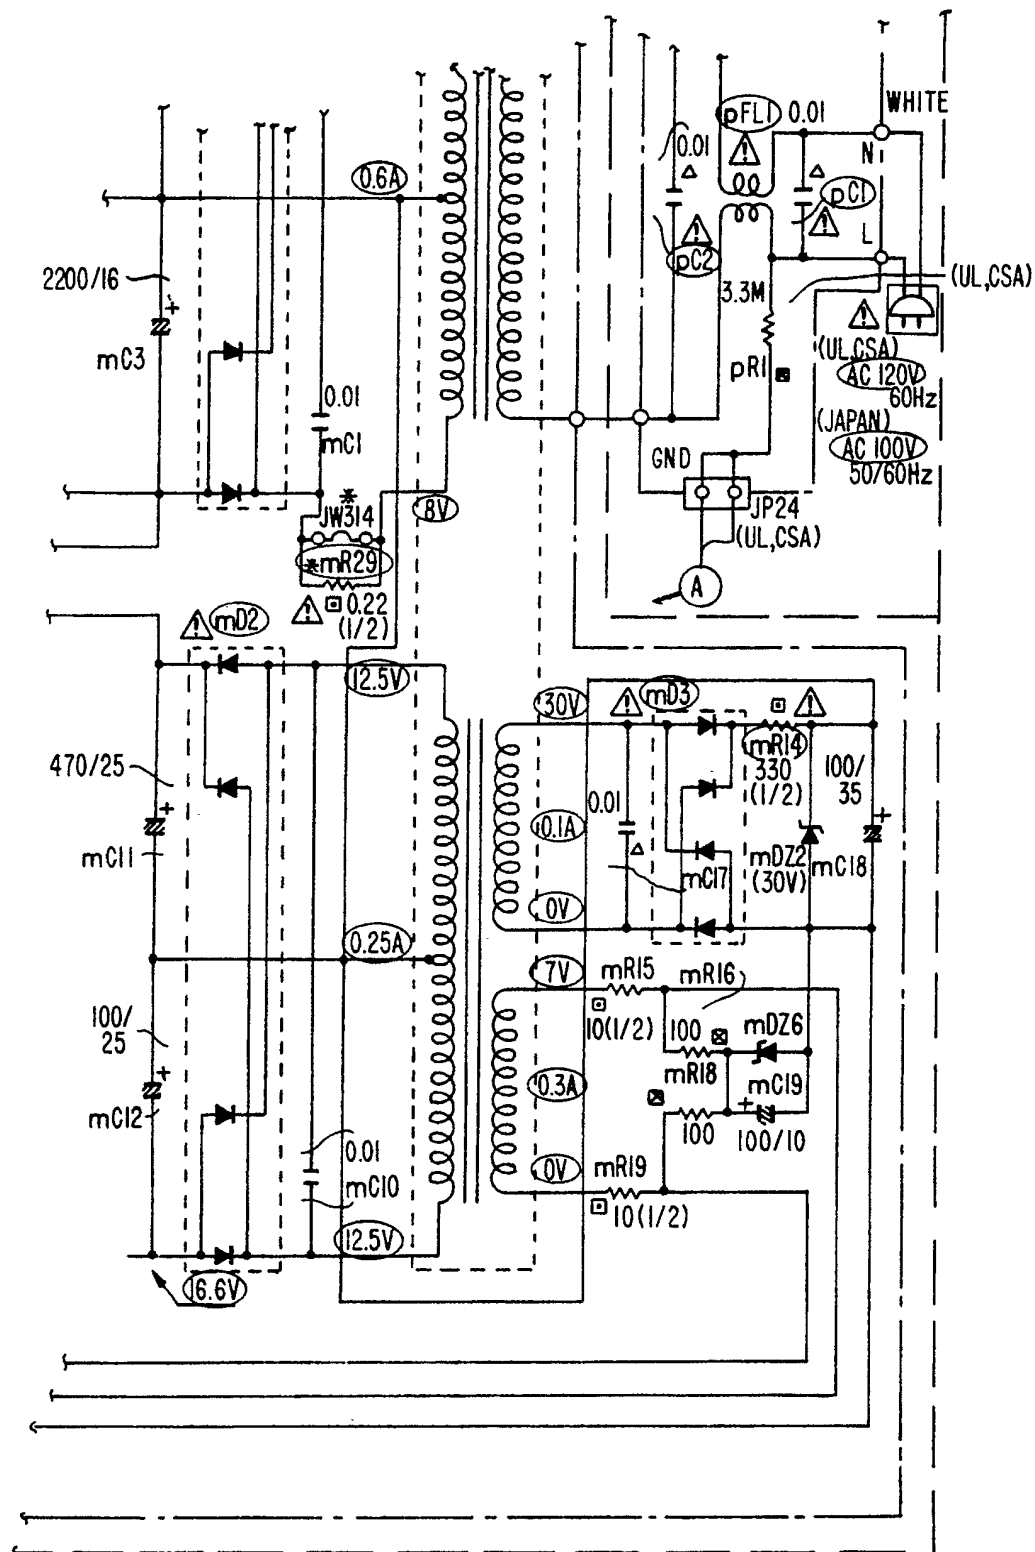 WHITE
pFL1 0.01
0.01
N
0.6A
pC1
L
pC2
2200/16
+
(UL,CSA)
3.3M
mC3
(UL,CSA)
pR1
AC 120V
60Hz
0.01
(JAPAN)
mC1
AC 100V
GND
50/60Hz
*
8V
JW314
JP24
(UL,CSA)
*mR29
A
0.22
(1/2)
mD2
12.5V
30V
mD3
mR14
470/25
330
(1/2)
100/
35
0.01
+
+
0.1A
mC11
mC17
mDZ2
(30V)
mC18
0V
0.25A
7V
mR15
mR16
100/
25
10(1/2)
100
mDZ6
mR18
+
0.3A
mC19
+
mC12
100
100/10
0.01
0V
mR19
mC10
10(1/2)
12.5V
16.6V